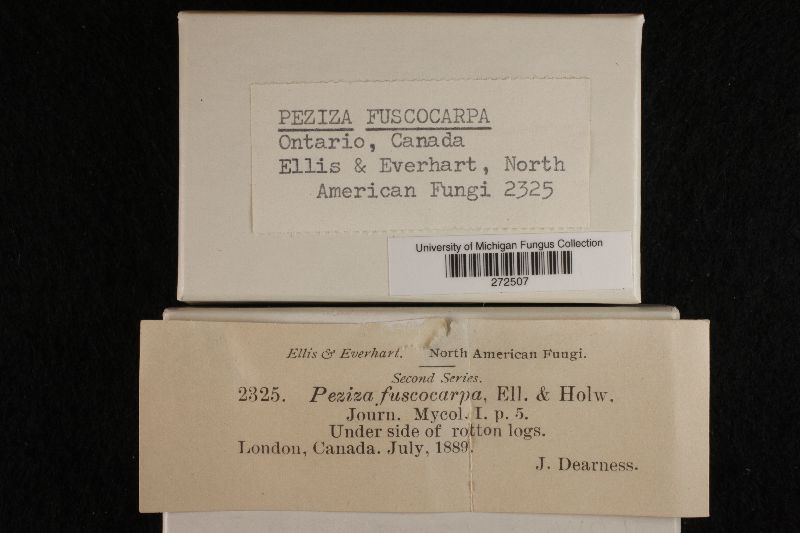 PEZIZA FUSCOCARPA
Ontario, Canada
Ellis & Everhart, North
American Fungi 2325
University of Michigan Fungus Collection
272507
Ellis & Everhart. North American Fungi.
Second Series.
2325. Peziza fuscocarpa, Ell. & Holw.
Journ. Mycol. I. p. 5.
Under side of rotton logs.
London, Canada. July, 1889.
J. Dearness.